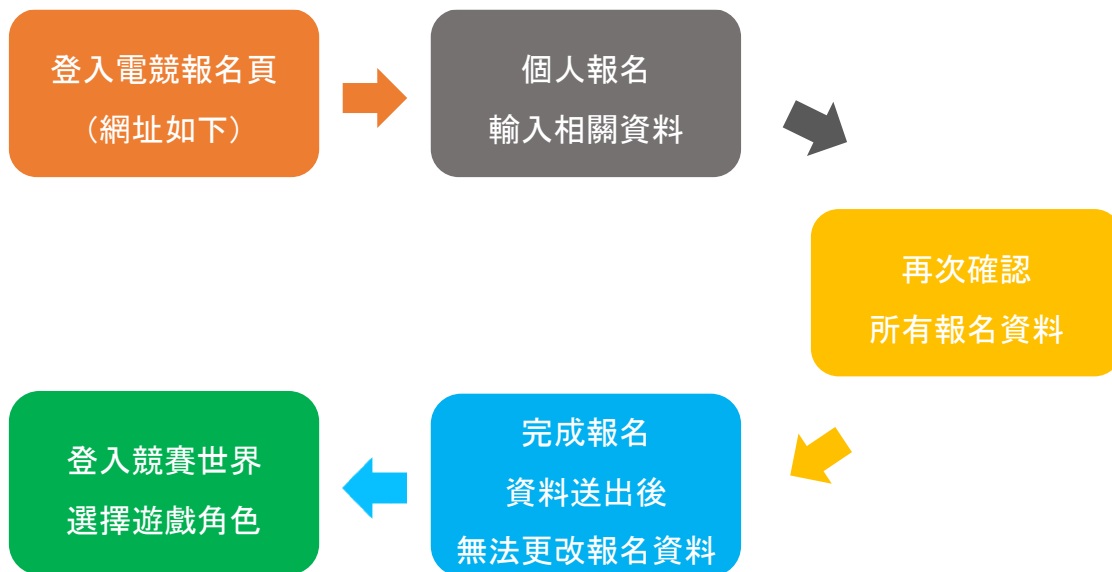 登入電競報名頁
（網址如下）
個人報名
輸入相關資料
再次確認
所有報名資料
完成報名
資料送出後
無法更改報名資料
登入競賽世界
選擇遊戲角色